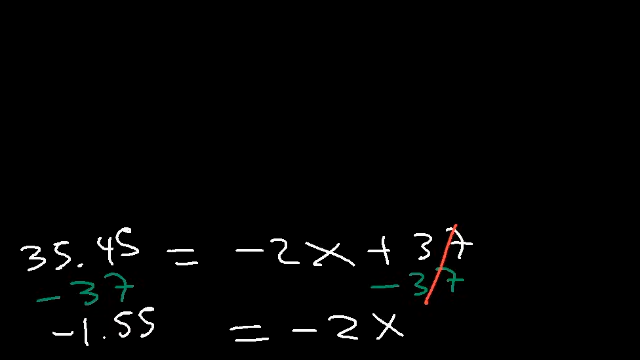 35.45 = -2x + 37
-37 -37
-1.55 = -2x